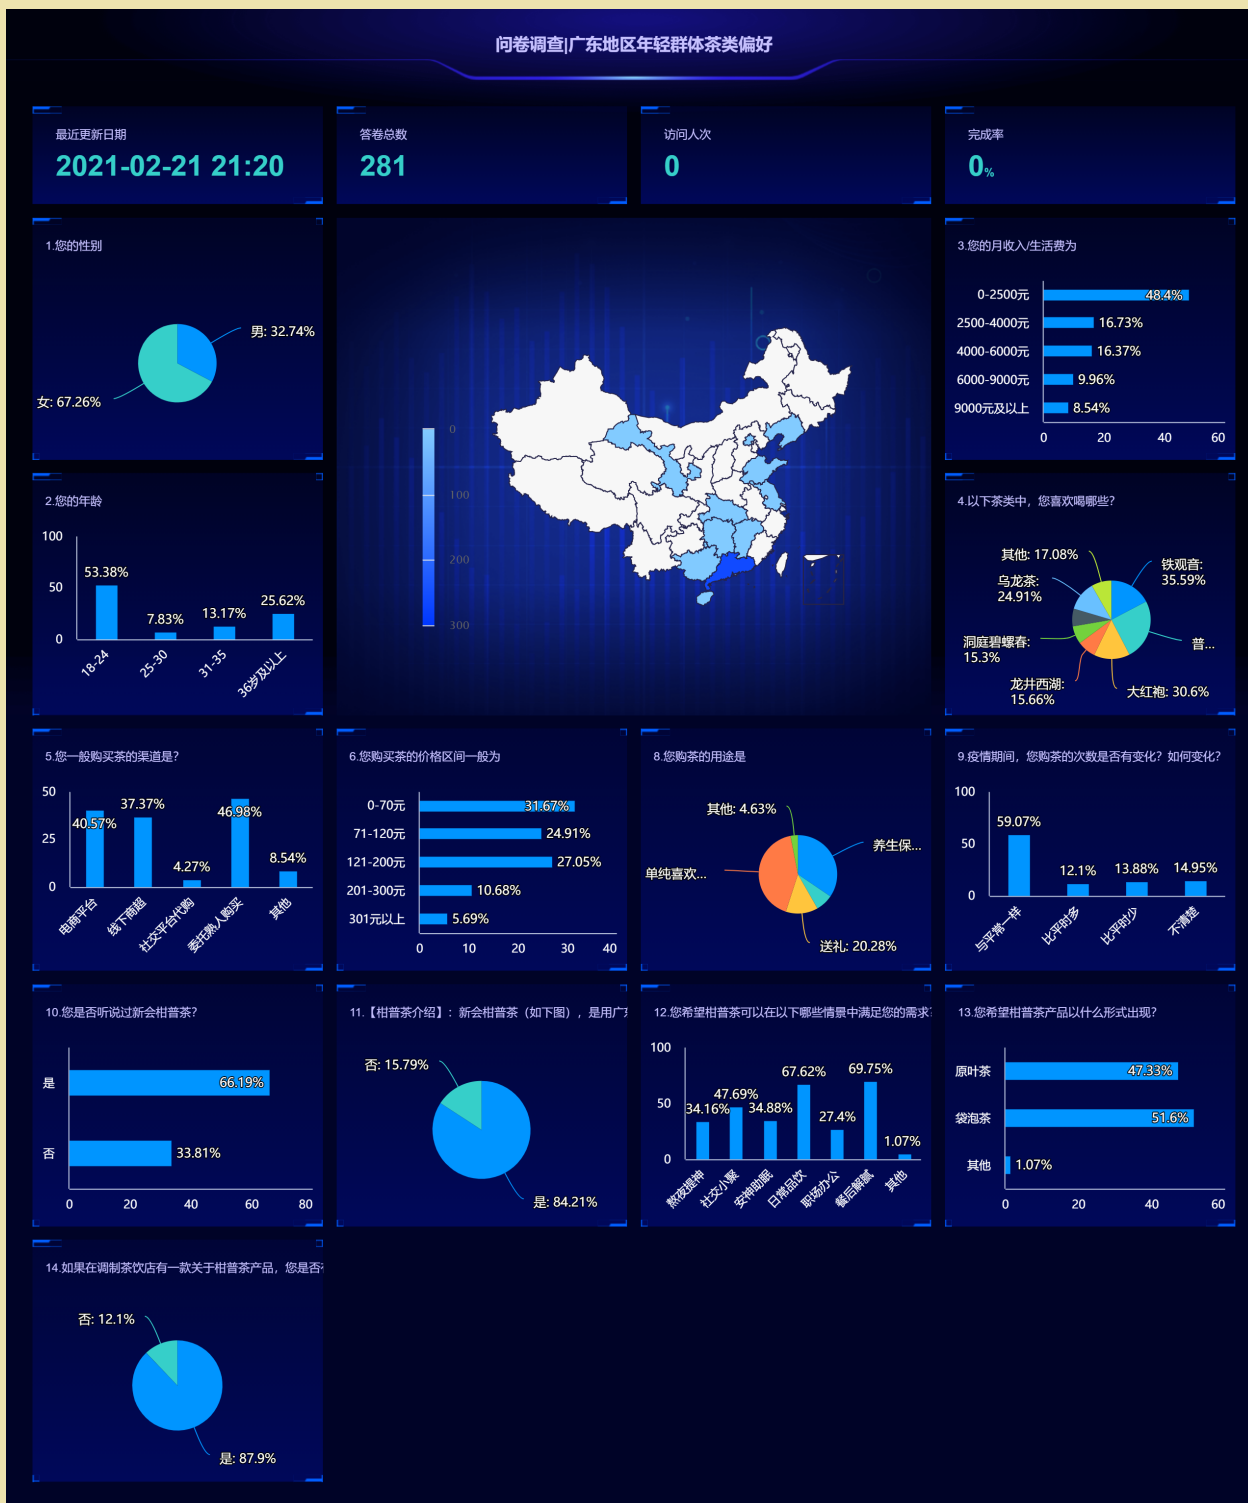 问卷调查|广东地区年轻群体茶类偏好
最近更新日期
2021-02-21 21:20
答卷总数
281
访问人次
0
完成率
0%
1.您的性别
男: 32.74%
女: 67.26%
0
100
200
300
3.您的月收入/生活费为
0-2500元
48.4%
2500-4000元
16.73%
4000-6000元
16.37%
6000-9000元
9.96%
9000元及以上
8.54%
0
20
40
60
2.您的年龄
100
50
0
53.38%
7.83%
13.17%
25.62%
18-24
25-30
31-35
36岁及以上
4.以下茶类中，您喜欢喝哪些？
其他: 17.08%
铁观音:
35.59%
乌龙茶:
24.91%
普...
洞庭碧螺春:
15.3%
龙井西湖:
15.66%
大红袍: 30.6%
5.您一般购买茶的渠道是？
50
25
0
40.57%
37.37%
4.27%
46.98%
8.54%
电商平台
线下商超
社交平台代购
委托熟人购买
其他
6.您购买茶的价格区间一般为
0-70元
31.67%
71-120元
24.91%
121-200元
27.05%
201-300元
10.68%
301元以上
5.69%
0
10
20
30
40
8.您购茶的用途是
其他: 4.63%
养生保...
单纯喜欢...
送礼: 20.28%
9.疫情期间，您购茶的次数是否有变化？如何变化？
100
50
0
59.07%
12.1%
13.88%
14.95%
与平常一样
比平时多
比平时少
不清楚
10.您是否听说过新会柑普茶？
是
66.19%
否
33.81%
0
20
40
60
80
11.【柑普茶介绍】：新会柑普茶（如下图），是用广
否: 15.79%
是: 84.21%
12.您希望柑普茶可以在以下哪些情景中满足您的需求？
100
50
0
34.16%
47.69%
34.88%
67.62%
27.4%
69.75%
1.07%
熬夜提神
社交小聚
安神助眠
日常品饮
职场办公
餐后解腻
其他
13.您希望柑普茶产品以什么形式出现？
原叶茶
47.33%
袋泡茶
51.6%
其他
1.07%
0
20
40
60
14.如果在调制茶饮店有一款关于柑普茶产品，您是否
否: 12.1%
是: 87.9%